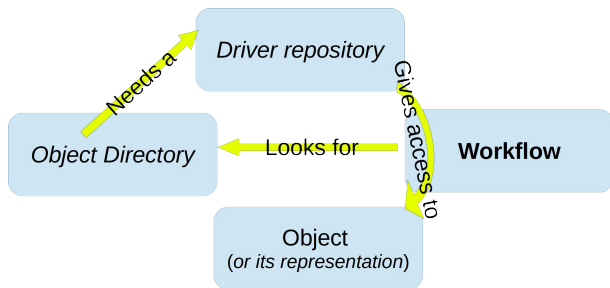 Driver repository
Needs a
Gives access to
Object Directory
Looks for
Workflow
Object
(or its representation)